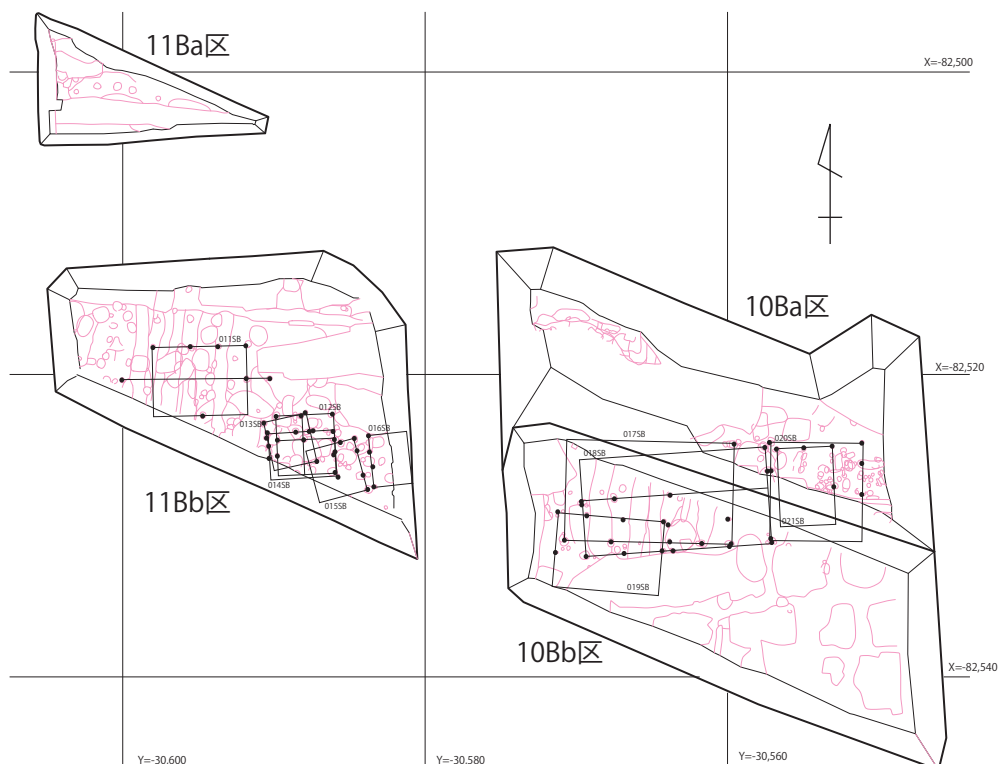 11Ba区
X=-82,500
10Ba区
011SB
X=-82,520
012SB
013SB
016SB
017SB
020SB
018SB
014SB
11Bb区
015SB
021SB
019SB
10Bb区
X=-82,540
Y=-30,600
Y=-30,580
Y=-30,560